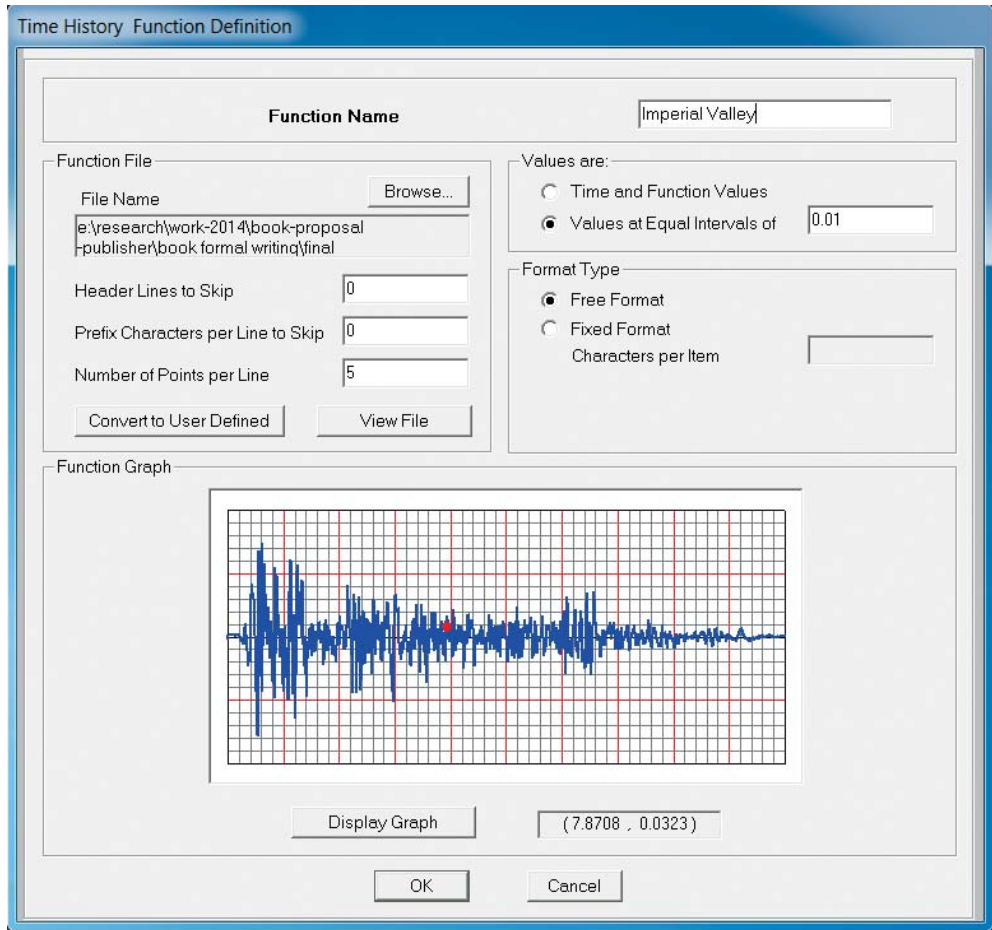 Time History Function Definition
Function Name
Imperial Valley
Function File
File Name
Browse...
e:\research\work-2014\book-proposal
-publisher\book formal writing\final
Header Lines to Skip
0
Prefix Characters per Line to Skip
0
Number of Points per Line
5
Convert to User Defined
View File
Values are:
Time and Function Values
Values at Equal Intervals of
0.01
Format Type
Free Format
Fixed Format
Characters per Item
Function Graph
Display Graph
(7.8708 , 0.0323)
OK
Cancel